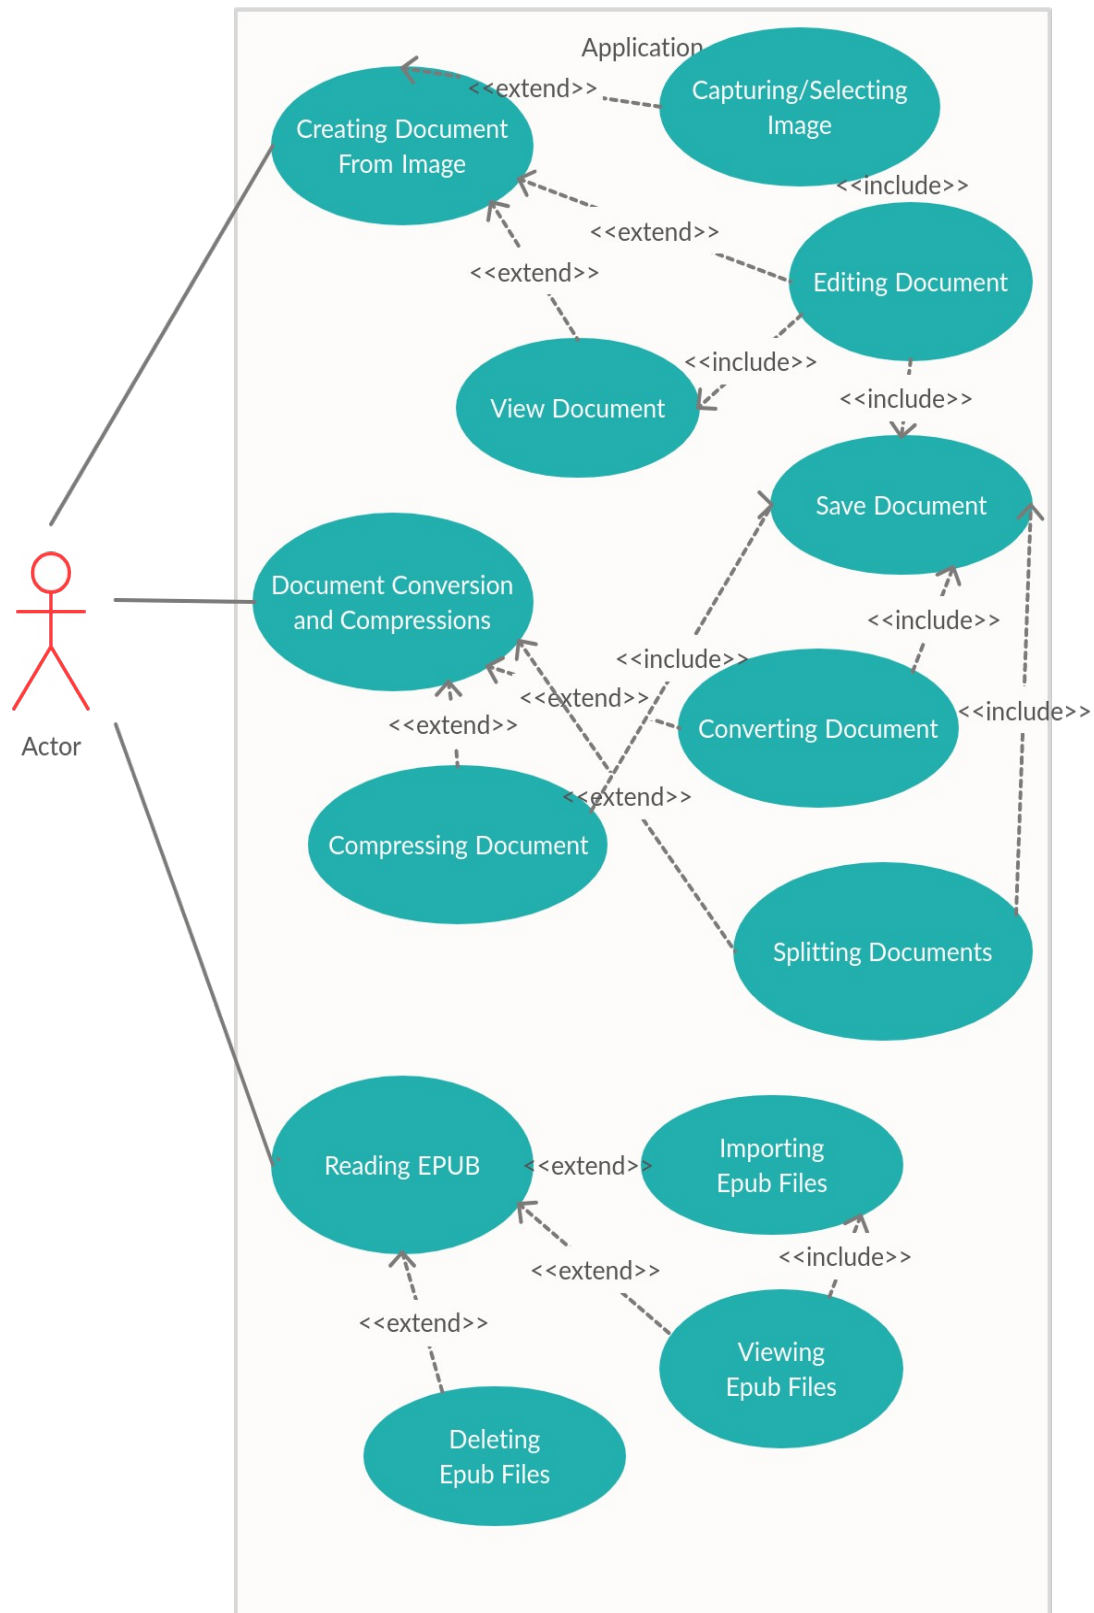 Application
Capturing/Selecting
Image
<<extend>>
Creating Document
From Image
<<include>>
<<extend>>
<<extend>>
Editing Document
<<include>>
View Document
<<include>>
Save Document
Document Conversion
and Compressions
<<include>>
<<include>>
<<extend>>
<<include>>
<<extend>>
Converting Document
Actor
<<extend>>
Compressing Document
Splitting Documents
Reading EPUB
<<extend>>
Importing
Epub Files
<<include>>
<<extend>>
<<extend>>
Viewing
Epub Files
Deleting
Epub Files